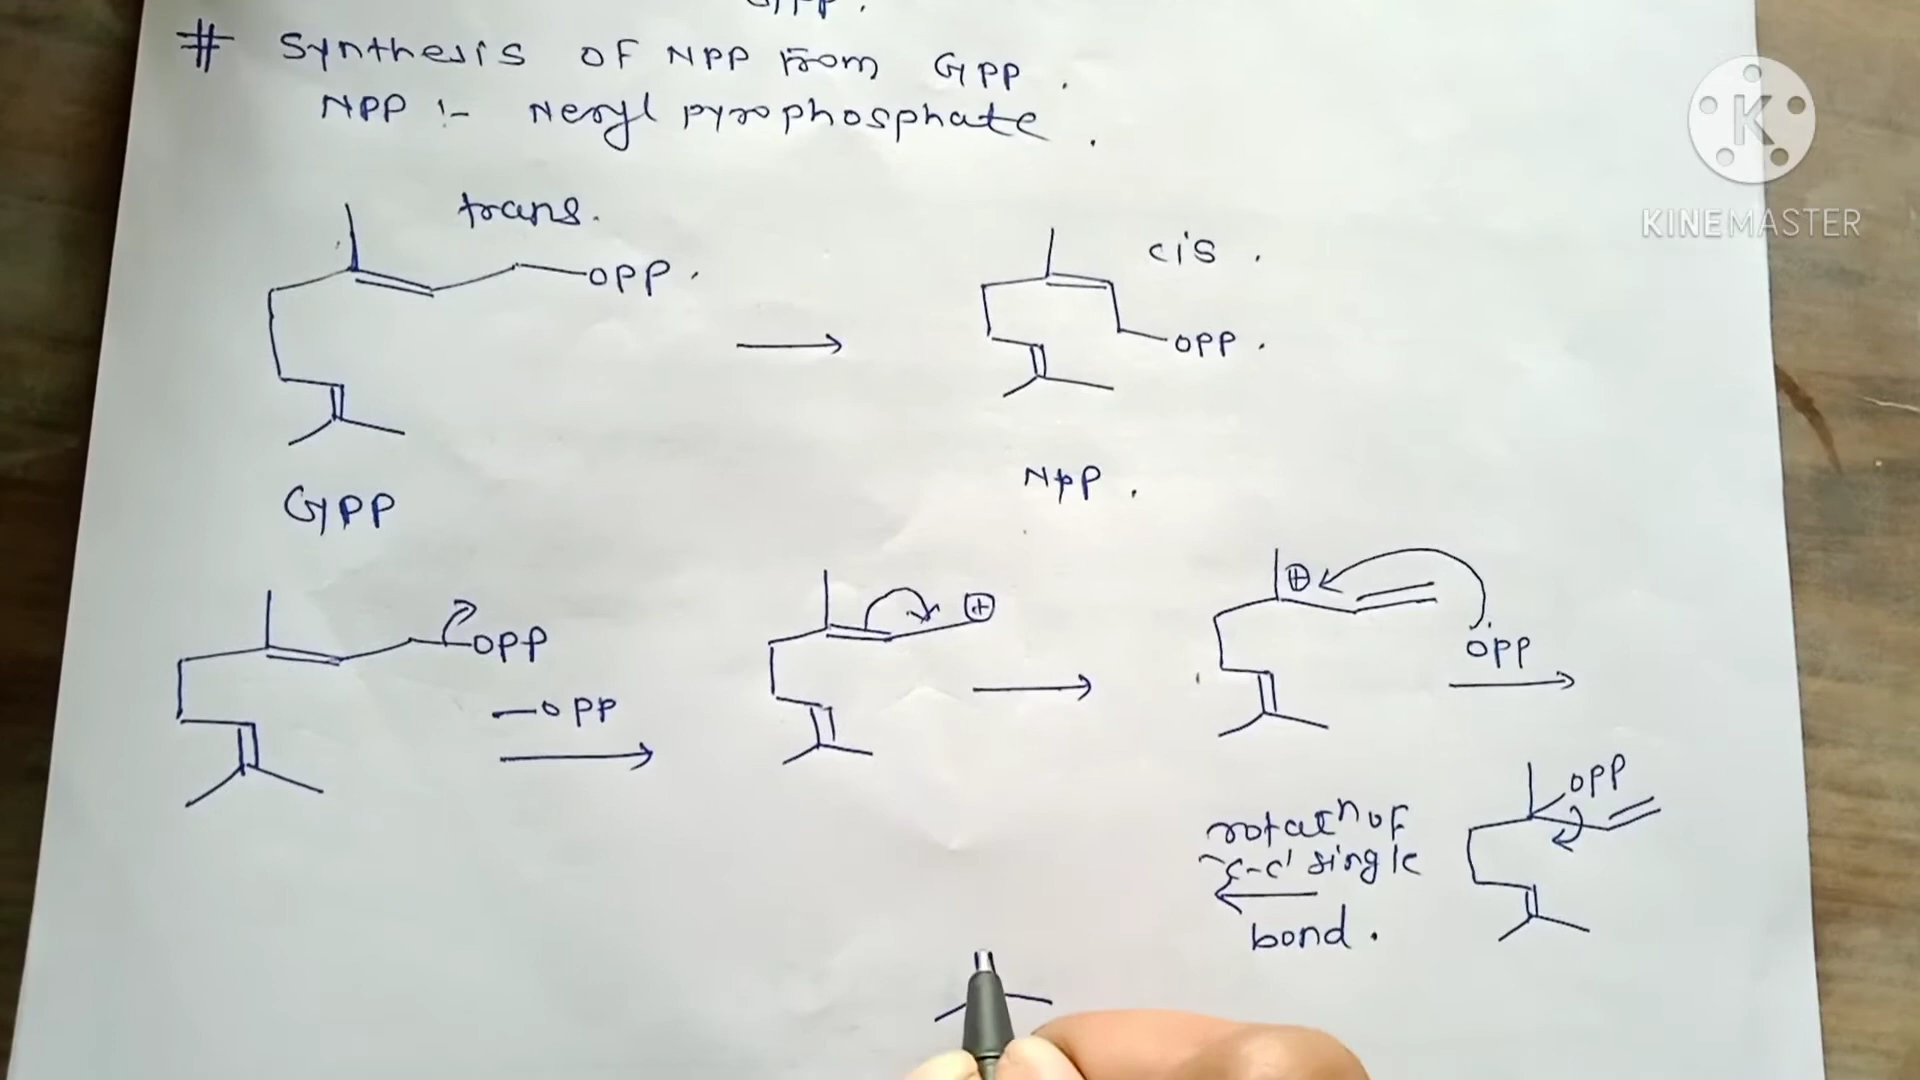 # Synthesis OF NPP From GPP.
NPP :- Neryl pyrophosphate.
trans.
OPP.
cis.
OPP.
GPP
NPP.
OPP
-OPP
⊕
⊕
OPP
OPP
rotatn of
'C-C' single
bond.
K
KINEMASTER